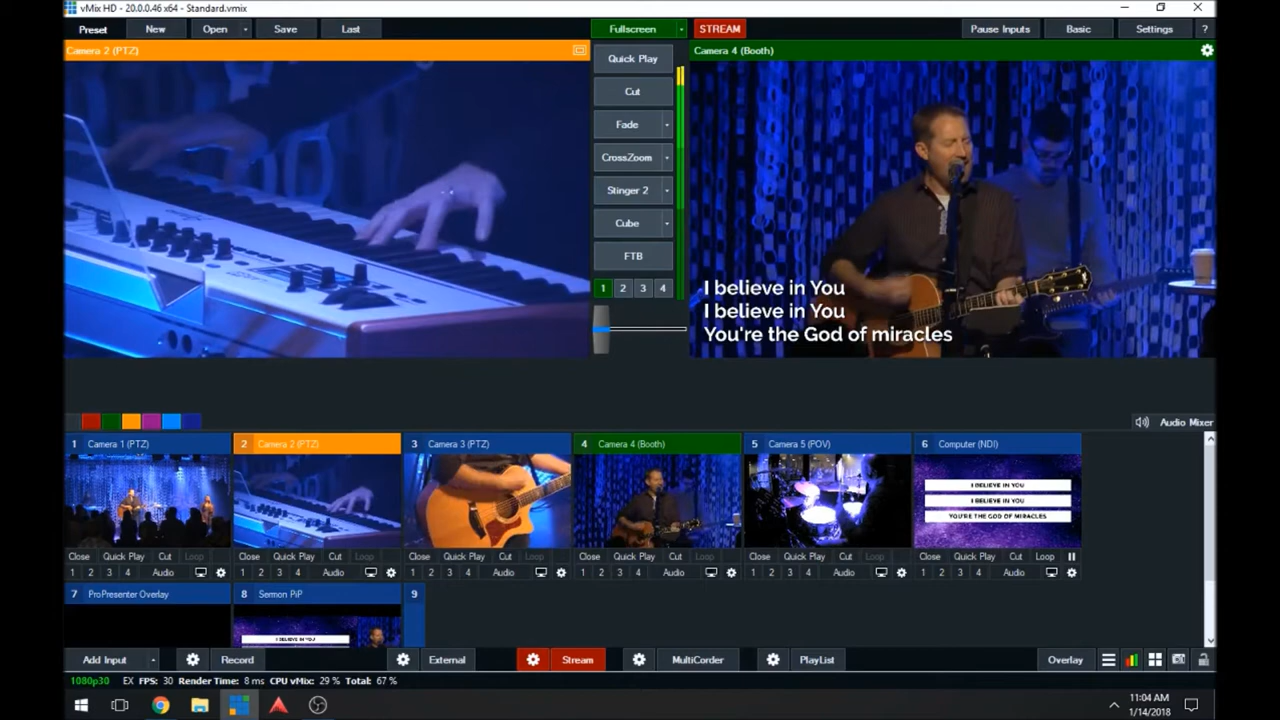 vMix HD - 20.0.0.46 x64 - Standard.vmix
Preset New Open Save Last Fullscreen STREAM Pause Inputs Basic Settings ?
Camera 2 (PTZ)
Camera 4 (Booth)
Quick Play
Cut
Fade
CrossZoom
Stinger 2
Cube
FTB
1 2 3 4
I believe in You
I believe in You
You're the God of miracles
Audio Mixer
1 Camera 1 (PTZ) 2 Camera 2 (PTZ) 3 Camera 3 (PTZ) 4 Camera 4 (Booth) 5 Camera 5 (POV) 6 Computer (NDI)
I BELIEVE IN YOU
I BELIEVE IN YOU
YOU'RE THE GOD OF MIRACLES
Close Quick Play Cut Loop Close Quick Play Cut Loop Close Quick Play Cut Loop Close Quick Play Cut Loop Close Quick Play Cut Loop Close Quick Play Cut Loop
1 2 3 4 Audio 1 2 3 4 Audio 1 2 3 4 Audio 1 2 3 4 Audio 1 2 3 4 Audio 1 2 3 4 Audio
7 ProPresenter Overlay 8 Sermon PiP 9
I BELIEVE IN YOU
Add Input Record External Stream MultiCorder PlayList Overlay
1080p30 EX FPS: 30 Render Time: 8 ms CPU vMix: 29 % Total: 67 %
11:04 AM
1/14/2018